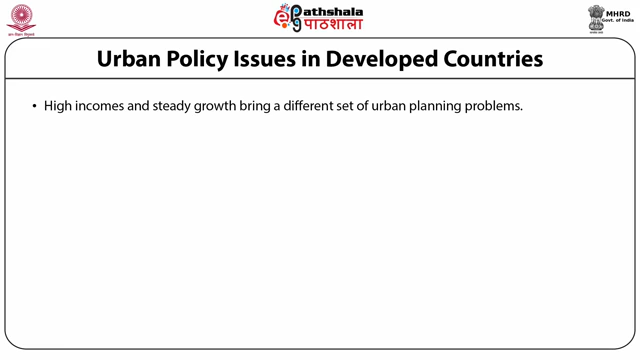 Pathshala
पाठशाला
MHRD
Govt. of India
Urban Policy Issues in Developed Countries
• High incomes and steady growth bring a different set of urban planning problems.